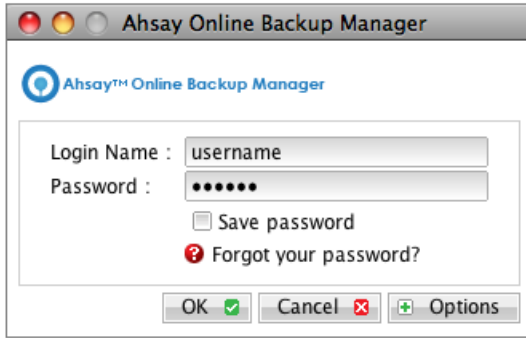 Ahsay Online Backup Manager
Ahsay™ Online Backup Manager
Login Name : username
Password : ••••••
Save password
Forgot your password?
OK Cancel Options